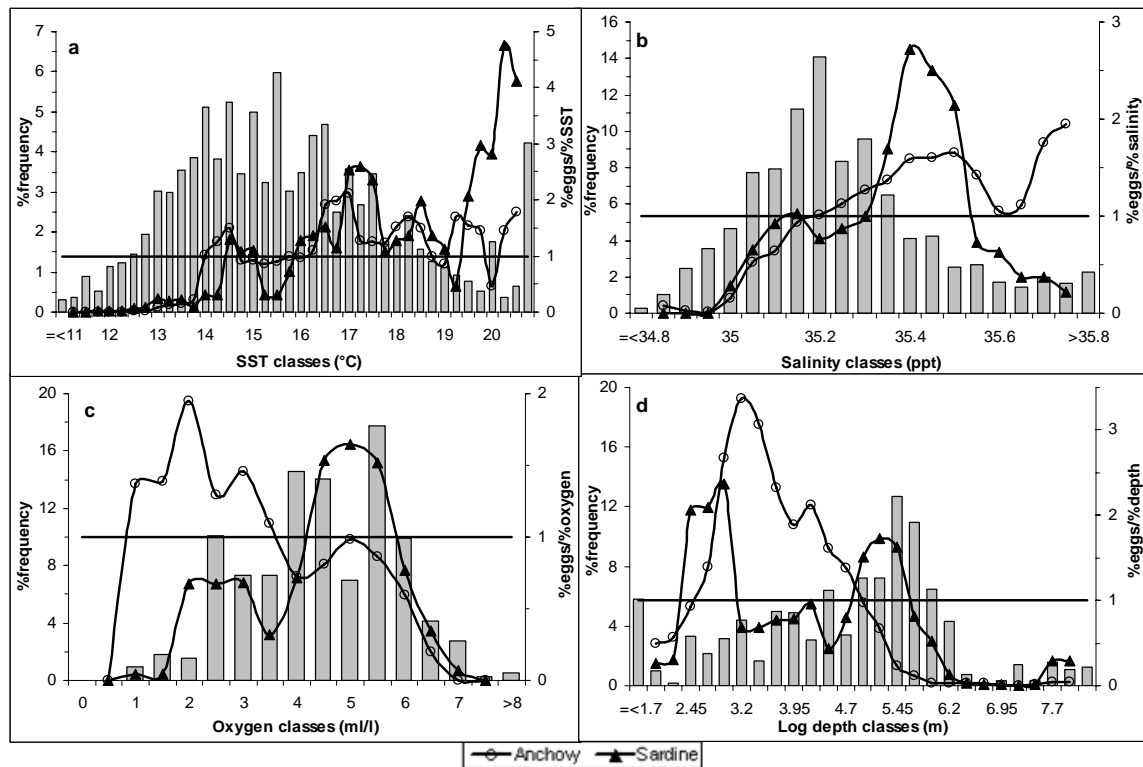 a
%frequency
7
6
5
4
3
2
1
0
5
4
3
2
1
0
%eggs/%SST
=<11 12 13 14 15 16 17 18 19 20
SST classes (°C)
b
%frequency
16
14
12
10
8
6
4
2
0
3
2
1
0
%eggs/%salinity
=<34.8 35 35.2 35.4 35.6 >35.8
Salinity classes (ppt)
c
%frequency
20
16
12
8
4
0
2
1
0
%eggs/%oxygen
0 1 2 3 4 5 6 7 >8
Oxygen classes (ml/l)
d
%frequency
20
16
12
8
4
0
3
2
1
0
%eggs/%depth
=<1.7 2.45 3.2 3.95 4.7 5.45 6.2 6.95 7.7
Log depth classes (m)
Anchovy Sardine